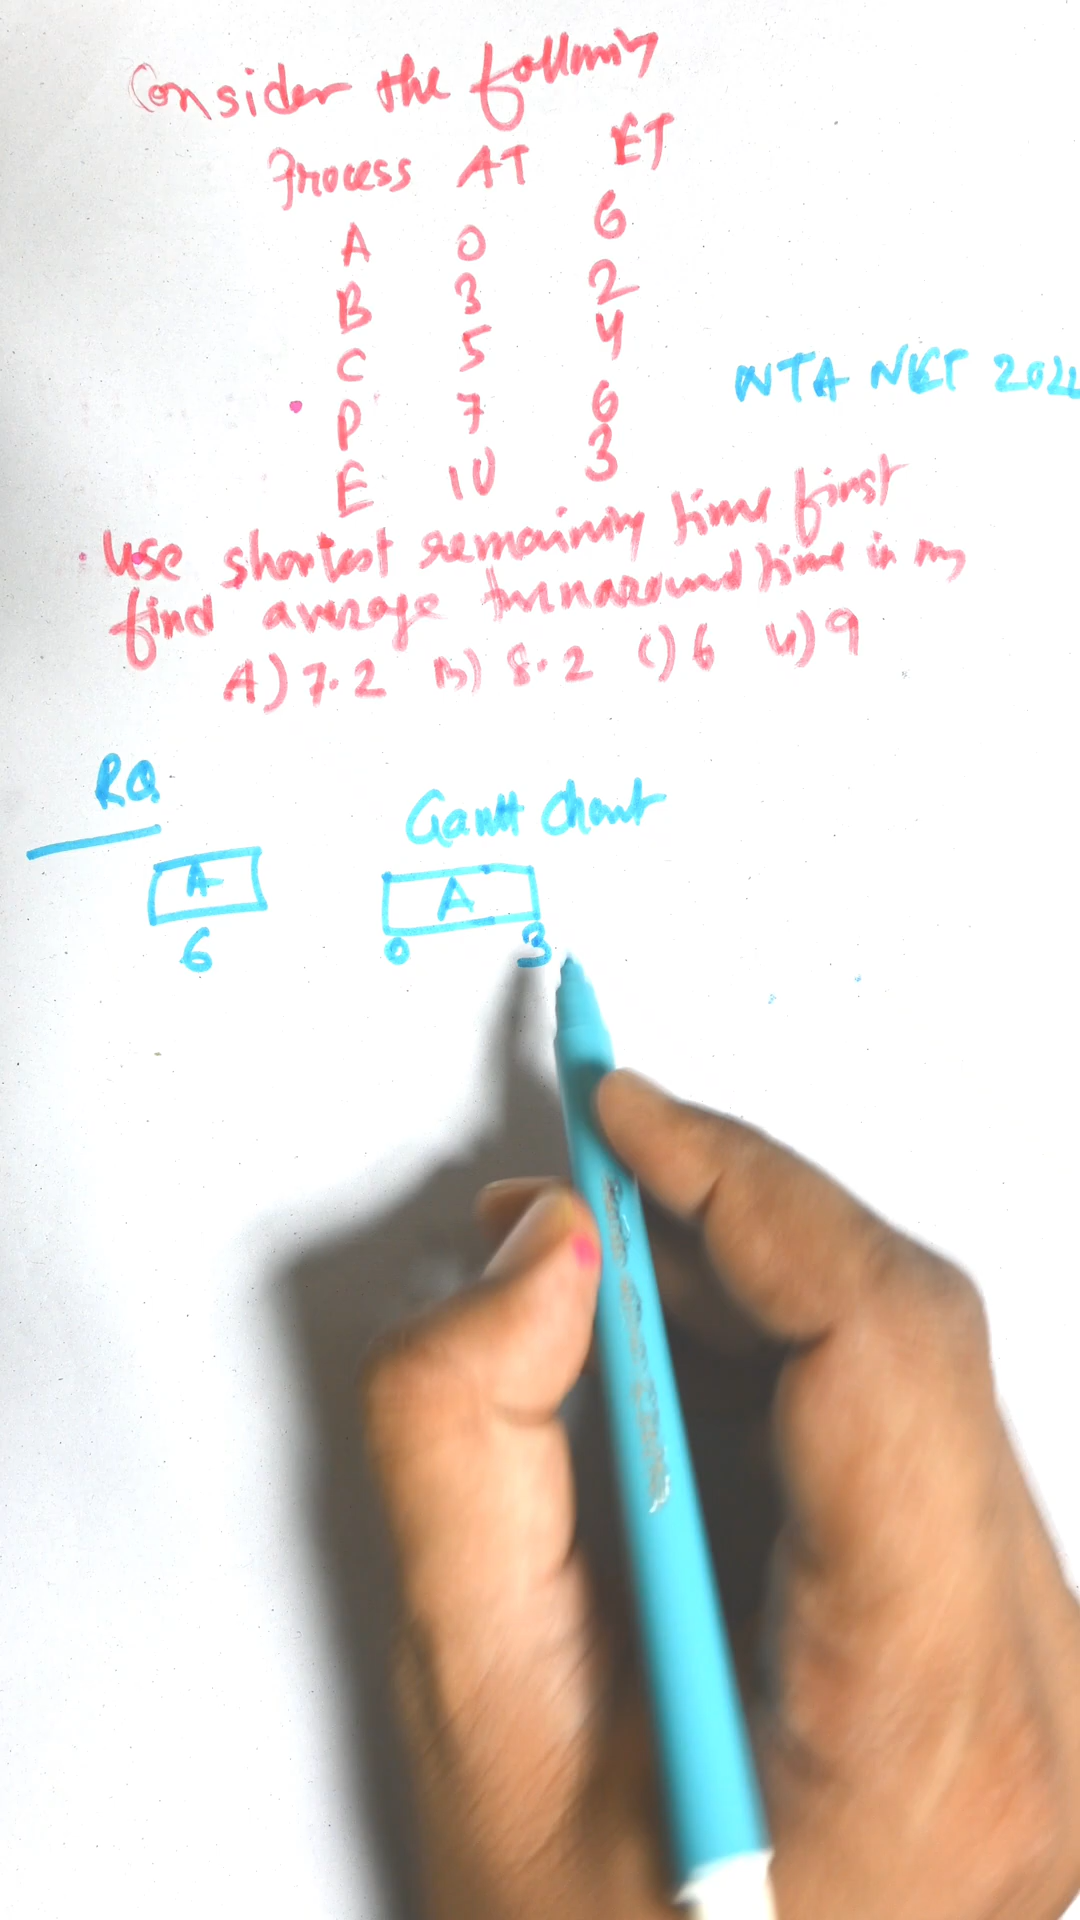 Consider the following
Process AT ET
A 0 6
B 3 2
C 5 4
D 7 6
E 10 3
NTA NET
Use shortest remaining time first
find average turnaround time in ms
A) 7.2 B) 8.2 C) 6 4) 9
RQ
Gantt Chart
A
6
A
0 3